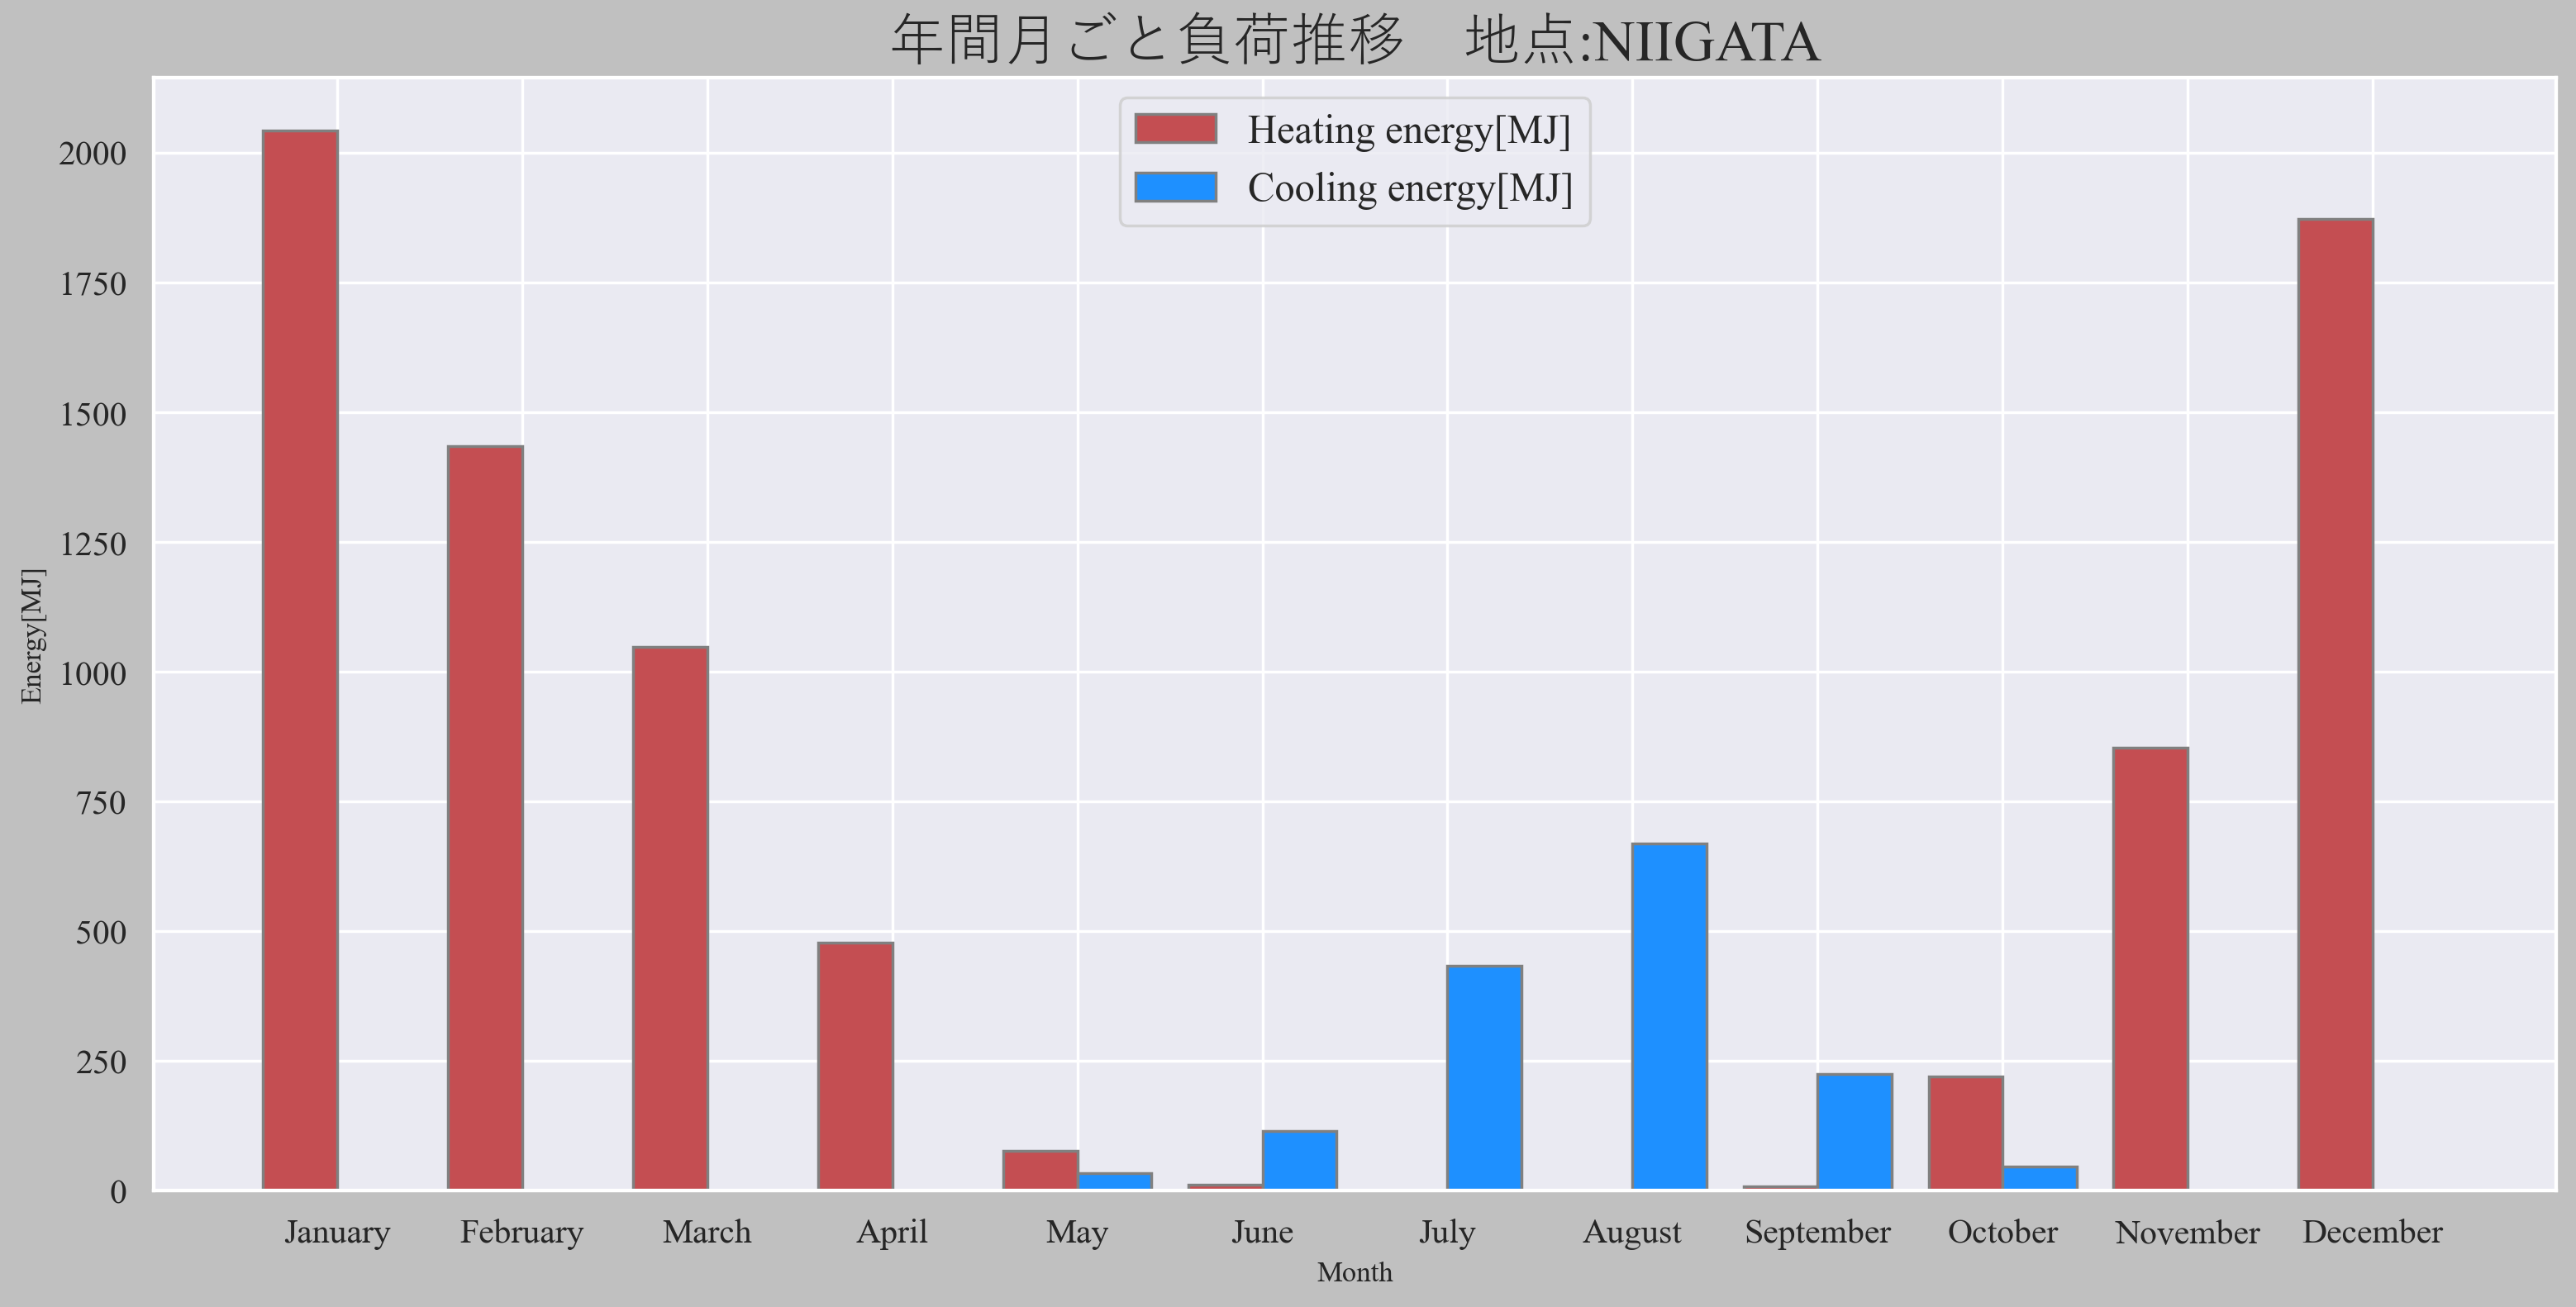 年間月ごと負荷推移　地点:NIIGATA
Heating energy[MJ]
Cooling energy[MJ]
2000
1750
1500
1250
1000
750
500
250
0
Energy[MJ]
January February March April May June July August September October November December
Month